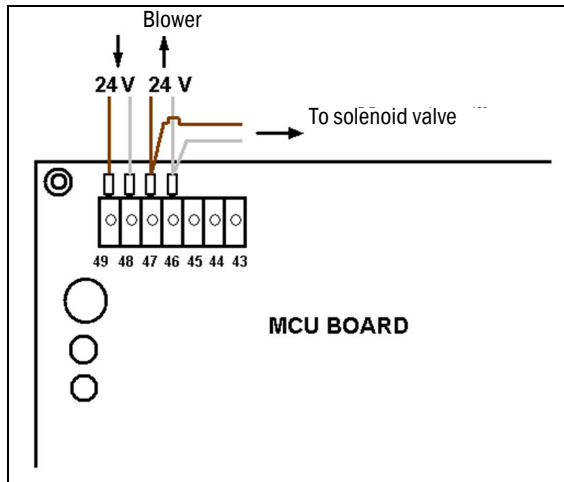 Blower
24 V 24 V
To solenoid valve
49 48 47 46 45 44 43
MCU BOARD